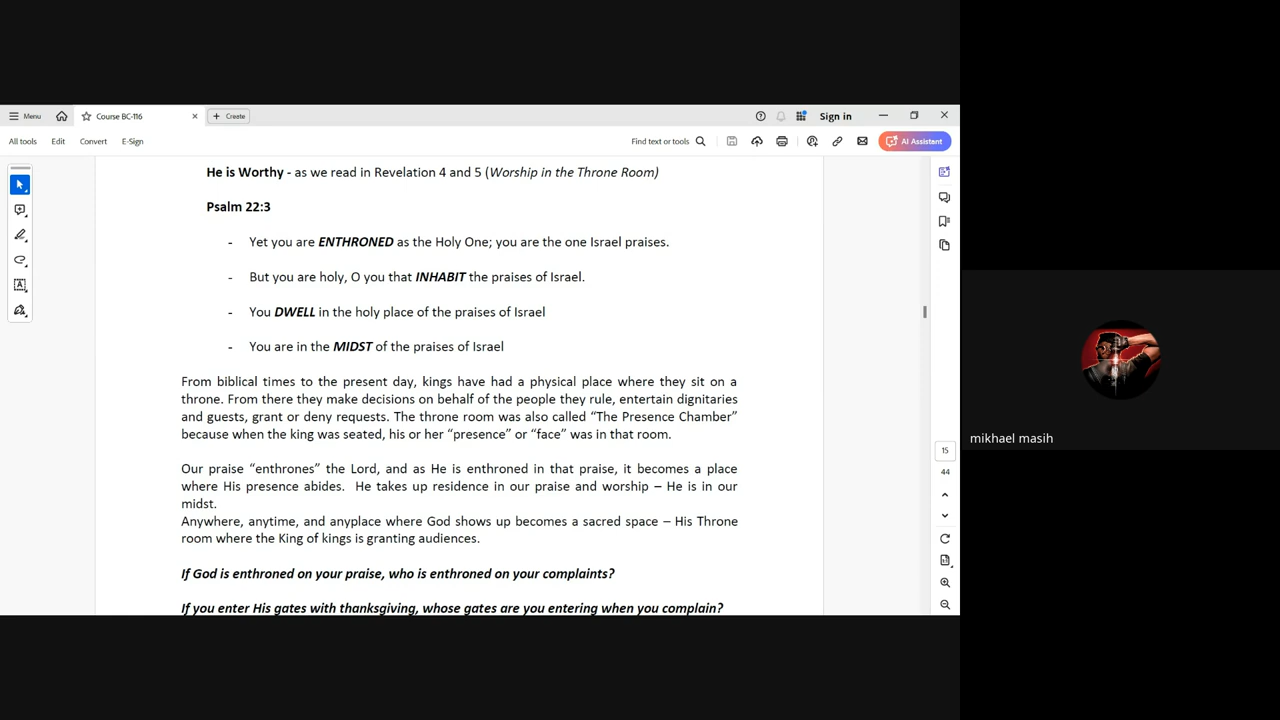 Menu
Course BC-116
Create
Sign in
All tools
Edit
Convert
E-Sign
Find text or tools
AI Assistant
He is Worthy - as we read in Revelation 4 and 5 (Worship in the Throne Room)
Psalm 22:3
- Yet you are ENTHRONED as the Holy One; you are the one Israel praises.
- But you are holy, O you that INHABIT the praises of Israel.
- You DWELL in the holy place of the praises of Israel
- You are in the MIDST of the praises of Israel
From biblical times to the present day, kings have had a physical place where they sit on a
throne. From there they make decisions on behalf of the people they rule, entertain dignitaries
and guests, grant or deny requests. The throne room was also called “The Presence Chamber”
because when the king was seated, his or her “presence” or “face” was in that room.
Our praise “enthrones” the Lord, and as He is enthroned in that praise, it becomes a place
where His presence abides. He takes up residence in our praise and worship – He is in our
midst.
Anywhere, anytime, and anyplace where God shows up becomes a sacred space – His Throne
room where the King of kings is granting audiences.
If God is enthroned on your praise, who is enthroned on your complaints?
If you enter His gates with thanksgiving, whose gates are you entering when you complain?
15
44
mikhael masih